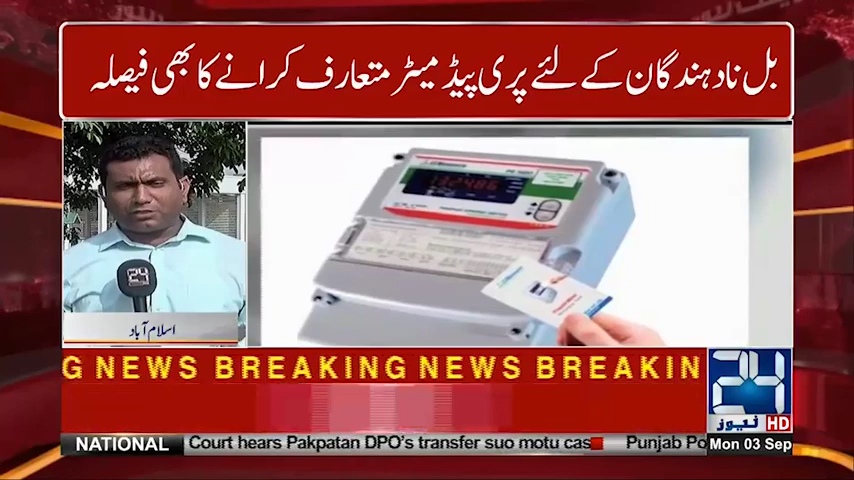 بل نادہندگان کے لئے پری پیڈ میٹر متعارف کرانے کا بھی فیصلہ
24
اسلام آباد
G NEWS BREAKING NEWS BREAKIN
24
نیوز HD
NATIONAL Court hears Pakpatan DPO's transfer suo motu cas Punjab Po Mon 03 Sep